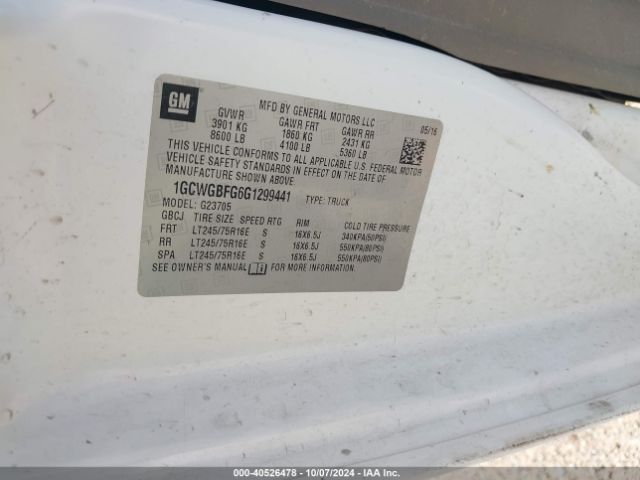 GM
MFD BY GENERAL MOTORS LLC
05/16
GVWR GAWR FRT GAWR RR
3901 KG 1860 KG 2431 KG
8600 LB 4100 LB 5360 LB
THIS VEHICLE CONFORMS TO ALL APPLICABLE U.S. FEDERAL MOTOR
VEHICLE SAFETY STANDARDS IN EFFECT ON THE DATE OF
MANUFACTURE SHOWN ABOVE.
1GCWGBFG6G1299441 TYPE: TRUCK
MODEL: G23705
GBCJ TIRE SIZE SPEED RTG RIM COLD TIRE PRESSURE
FRT LT245/75R16E S 16X6.5J 340KPA(50PSI)
RR LT245/75R16E S 16X6.5J 550KPA(80PSI)
SPA LT245/75R16E S 16X6.5J 550KPA(80PSI)
SEE OWNER'S MANUAL i FOR MORE INFORMATION.
000-40526478 - 10/07/2024 - IAA Inc.